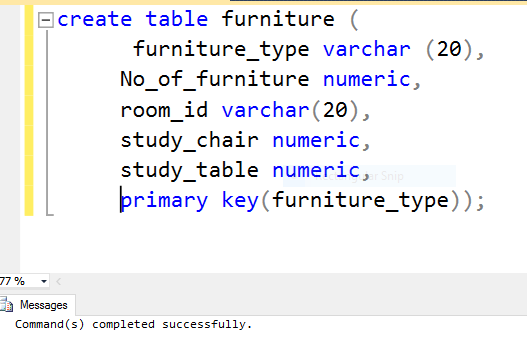 create table furniture (
furniture_type varchar (20),
No_of_furniture numeric,
room_id varchar(20),
study_chair numeric,
study_table numeric,
primary key(furniture_type));
77 %
Messages
Command(s) completed successfully.